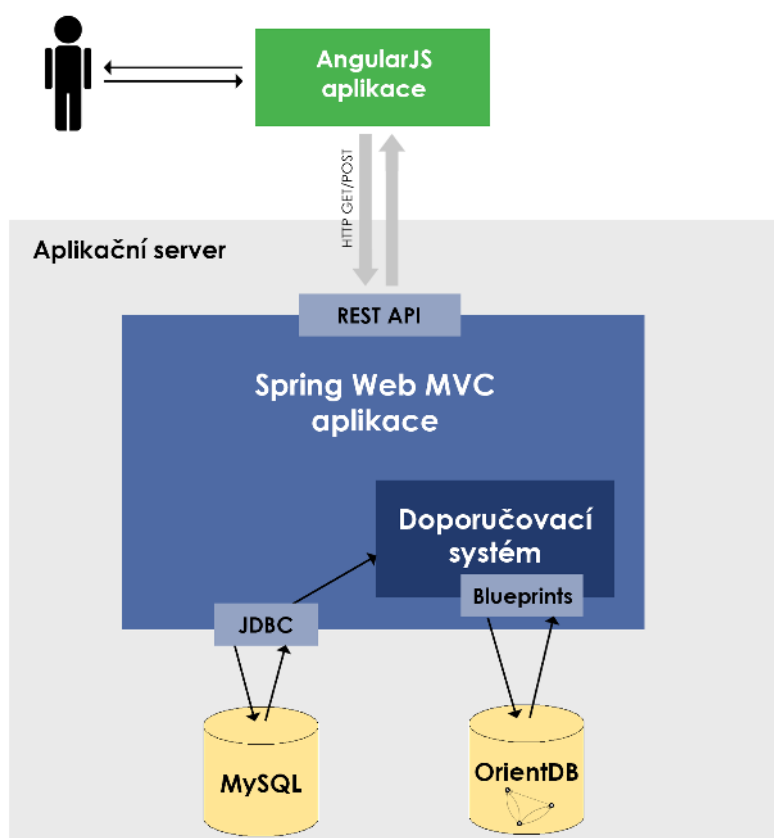 AngularJS
aplikace
HTTP GET/POST
Aplikační server
REST API
Spring Web MVC
aplikace
Doporučovací
systém
Blueprints
JDBC
MySQL
OrientDB